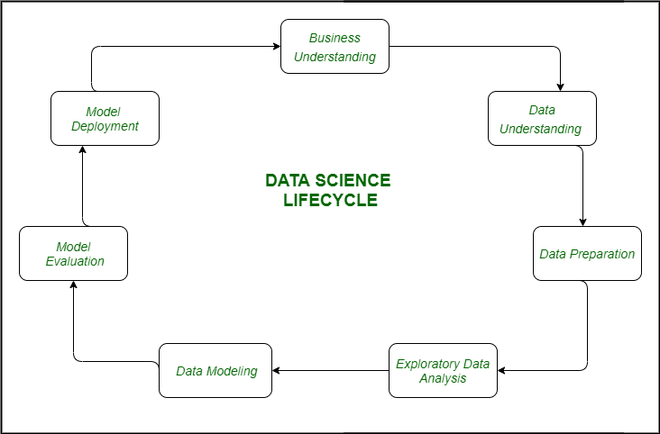 Business
Understanding
Data
Understanding
Data Preparation
Exploratory Data
Analysis
Data Modeling
Model
Evaluation
Model
Deployment
DATA SCIENCE
LIFECYCLE